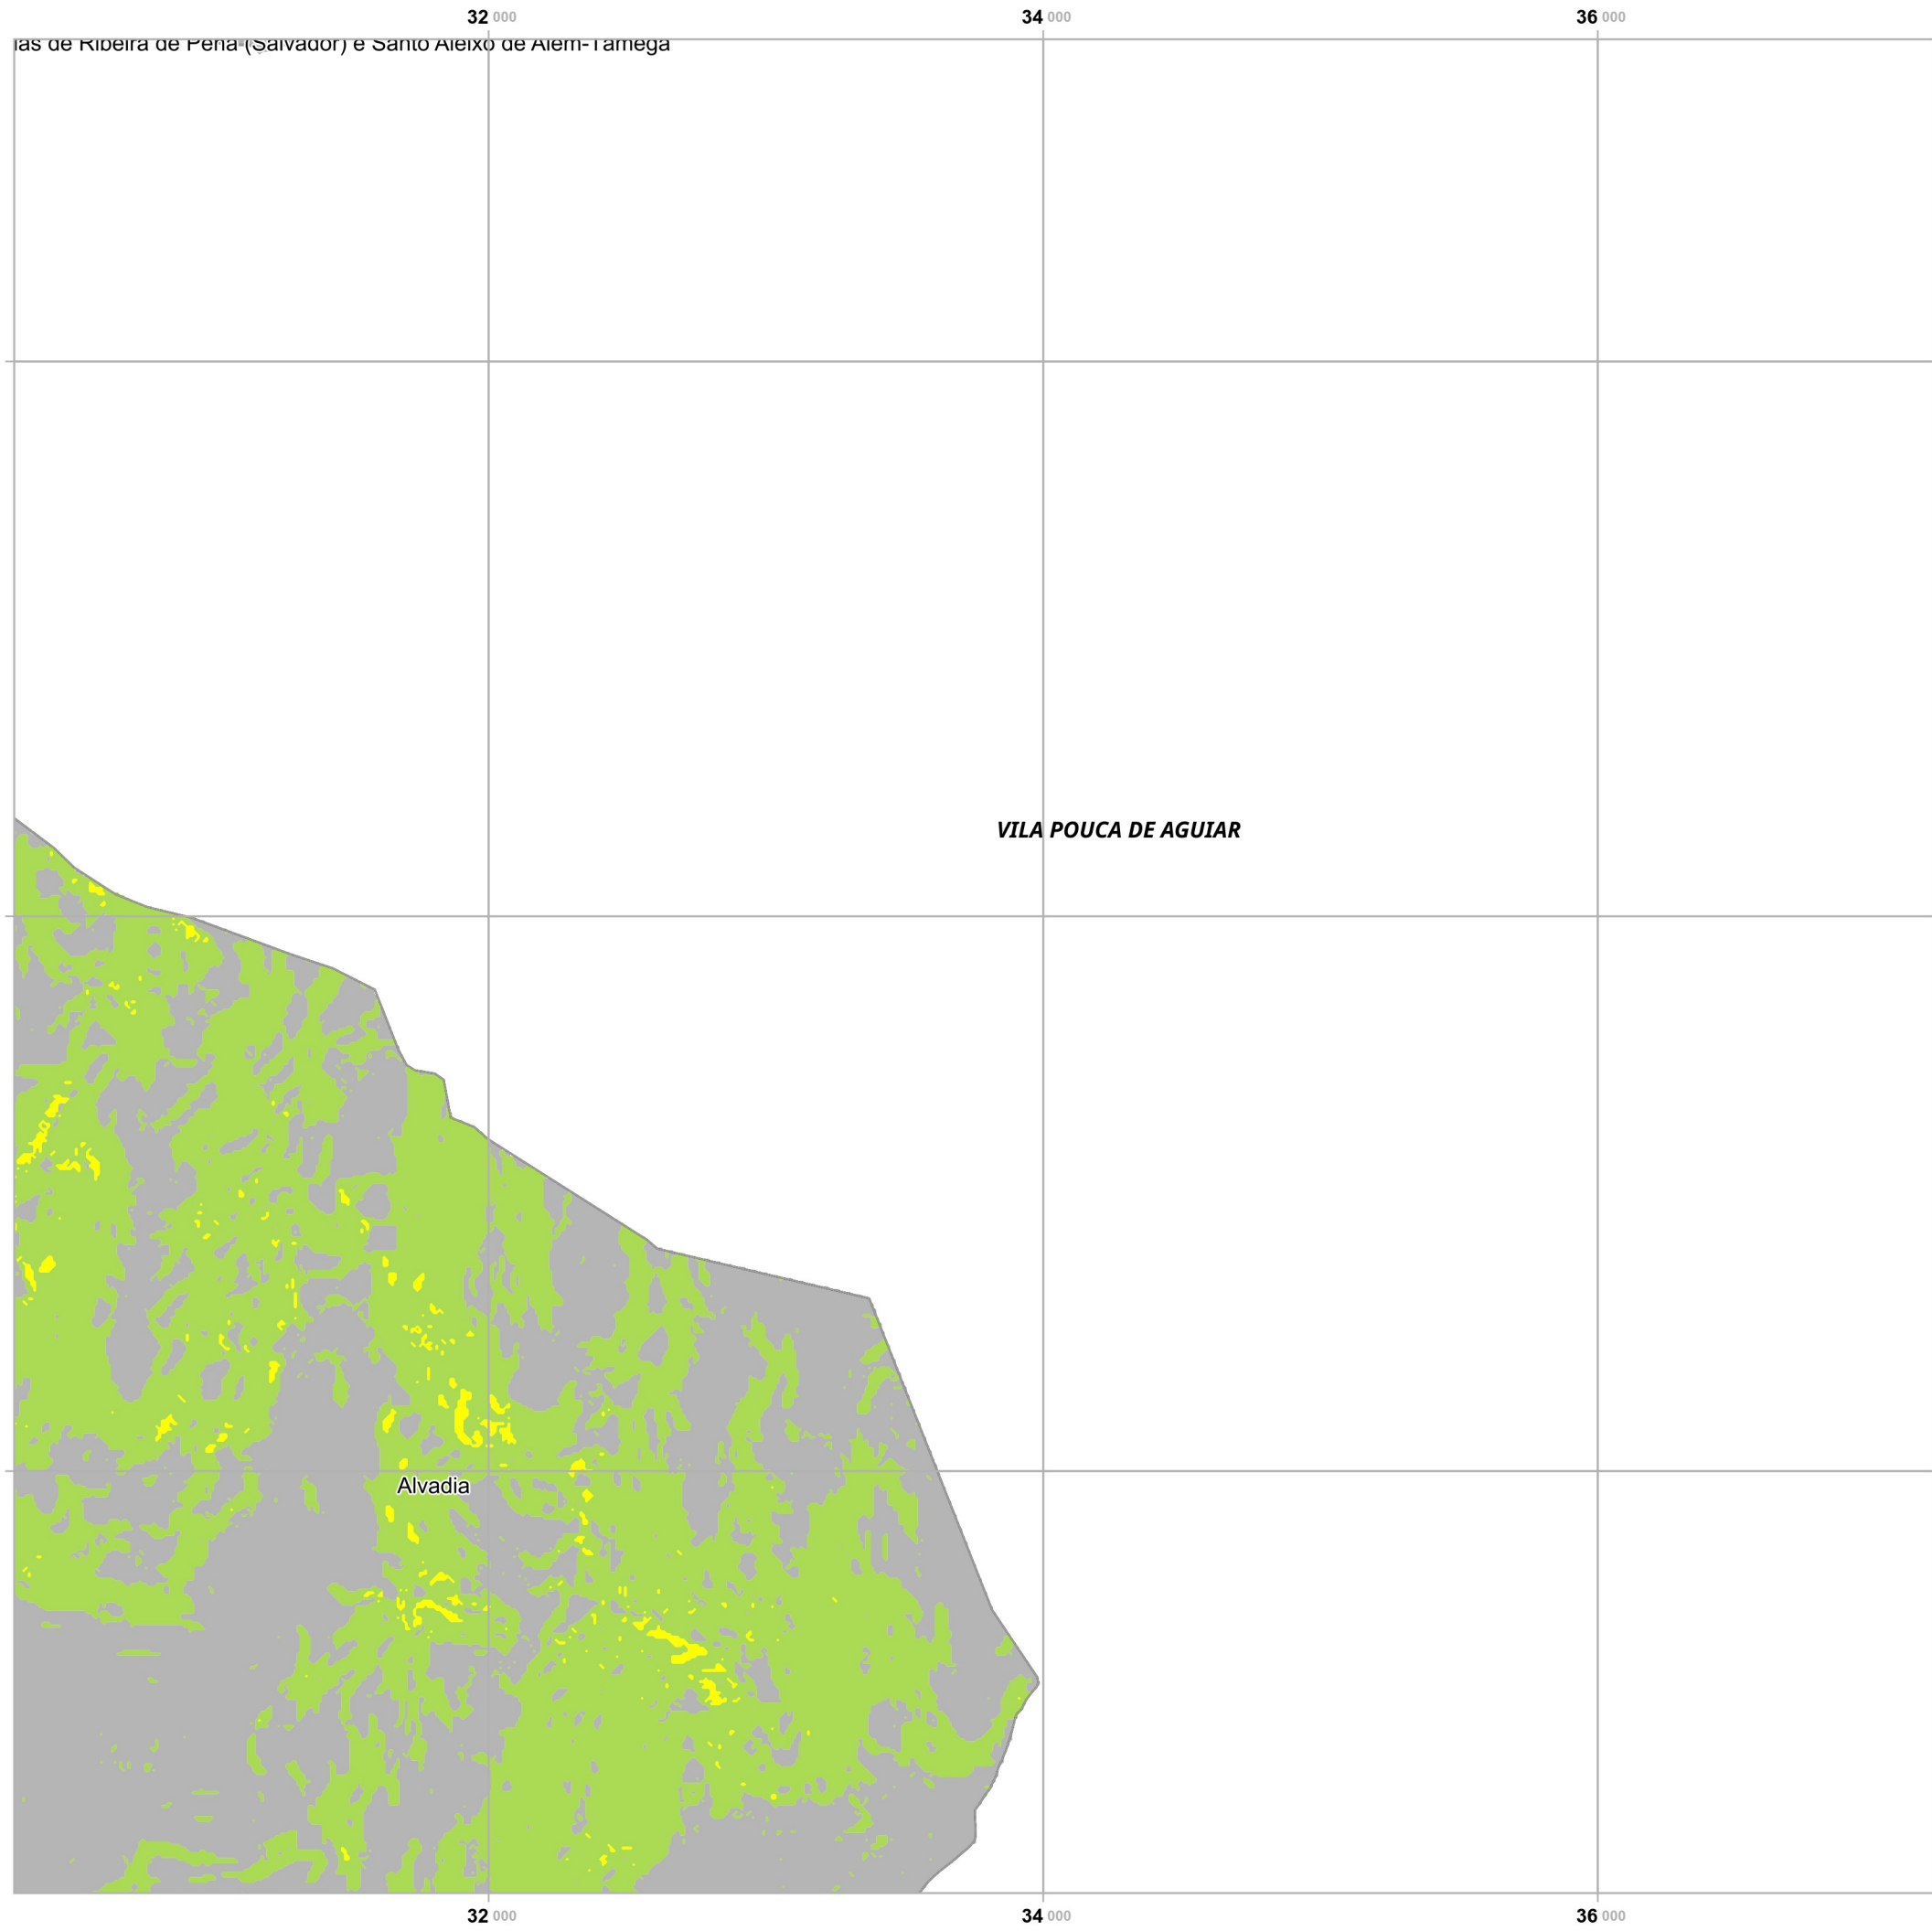 32 000 34 000 36 000
ias de Ribeira de Pena (Salvador) e Santo Aleixo de Além-Tâmega
VILA POUCA DE AGUIAR
Alvadia
32 000 34 000 36 000